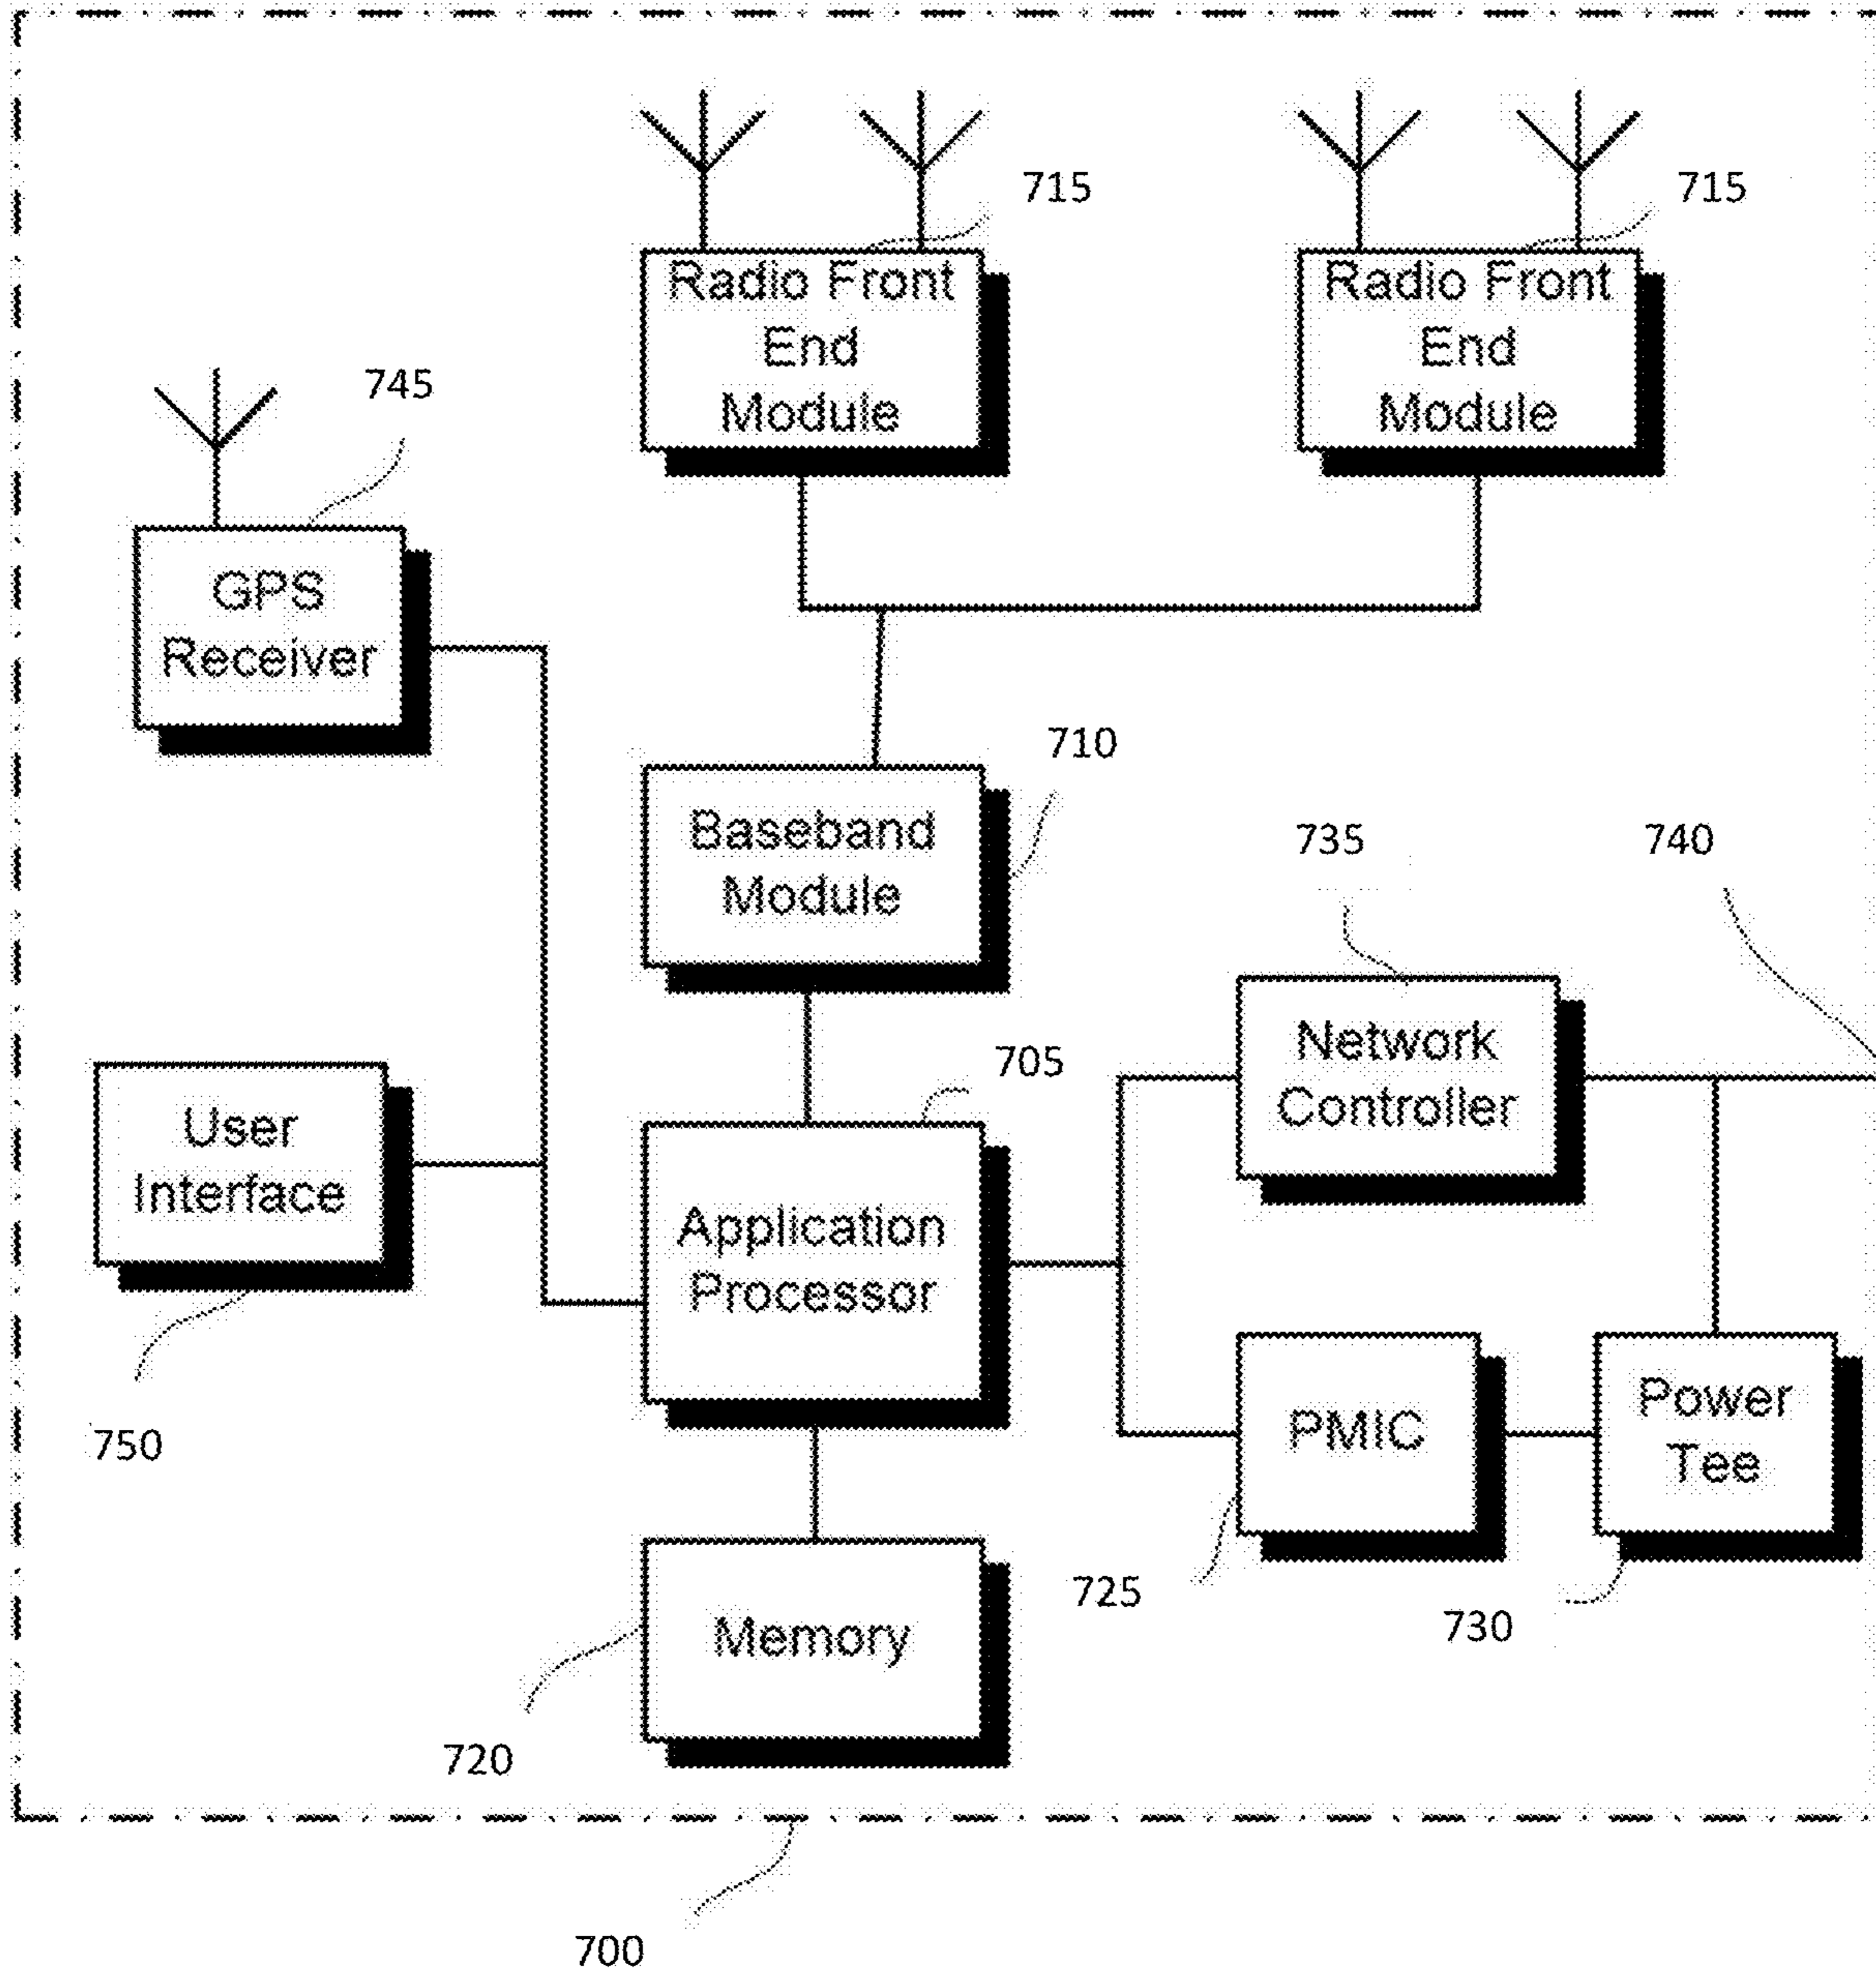 715
715
Radio Front
End
Module
Radio Front
End
Module
745
GPS
Receiver
710
Baseband
Module
735
740
Network
Controller
705
User
Interface
Application
Processor
750
PMIC
Power
Tee
725
730
Memory
720
700